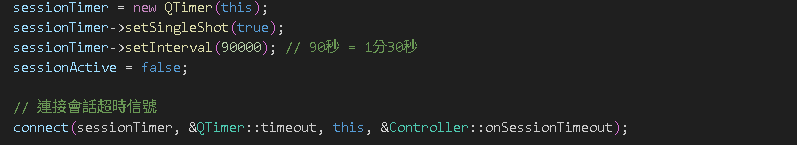 sessionTimer = new QTimer(this);
sessionTimer->setSingleShot(true);
sessionTimer->setInterval(90000); // 90秒 = 1分30秒
sessionActive = false;
// 連接會話超時信號
connect(sessionTimer, &QTimer::timeout, this, &Controller::onSessionTimeout);